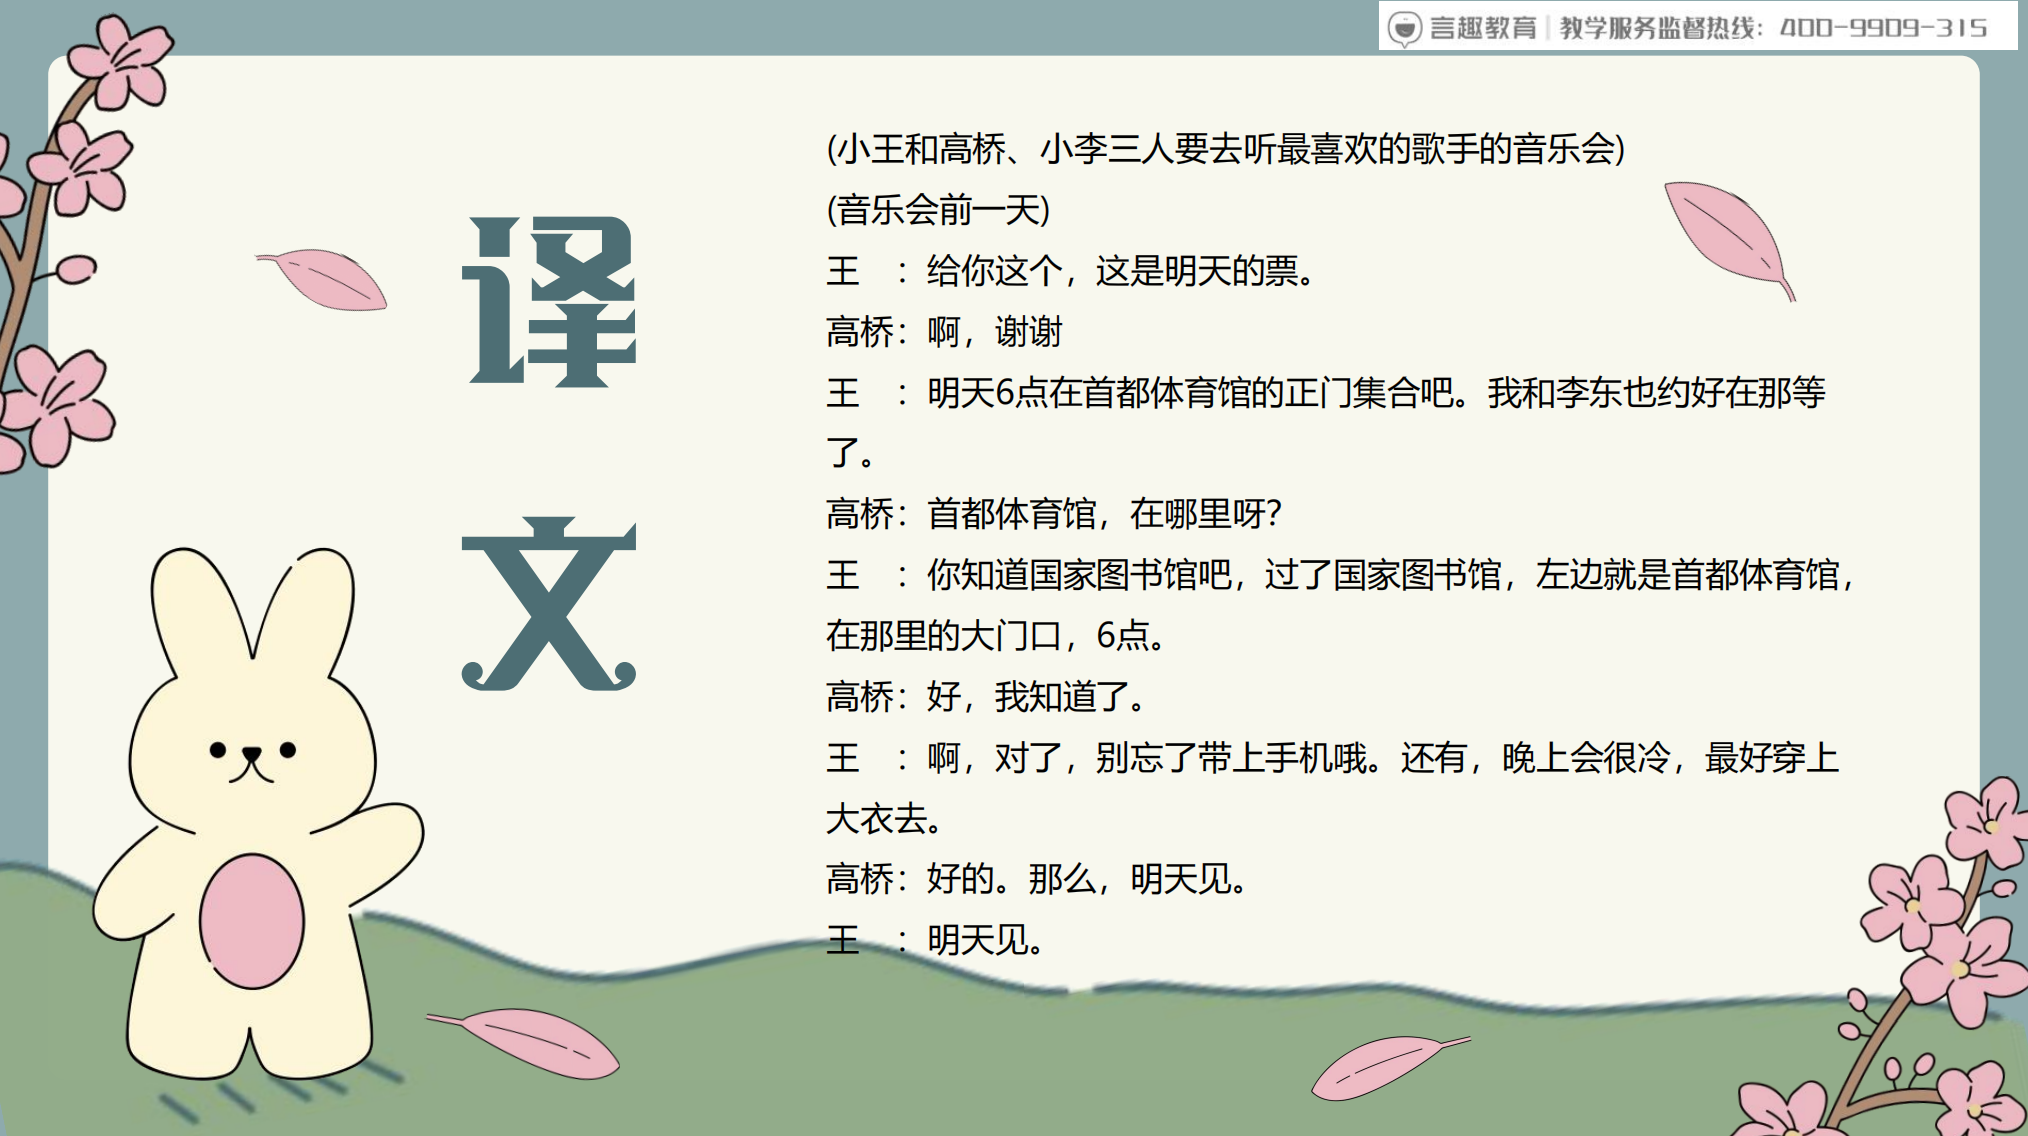 言趣教育 | 教学服务监督热线：400-9909-315
译
文
(小王和高桥、小李三人要去听最喜欢的歌手的音乐会)
(音乐会前一天)
王　：给你这个，这是明天的票。
高桥：啊，谢谢
王　：明天6点在首都体育馆的正门集合吧。我和李东也约好在那等
了。
高桥：首都体育馆，在哪里呀?
王　：你知道国家图书馆吧，过了国家图书馆，左边就是首都体育馆，
在那里的大门口，6点。
高桥：好，我知道了。
王　：啊，对了，别忘了带上手机哦。还有，晚上会很冷，最好穿上
大衣去。
高桥：好的。那么，明天见。
王　：明天见。